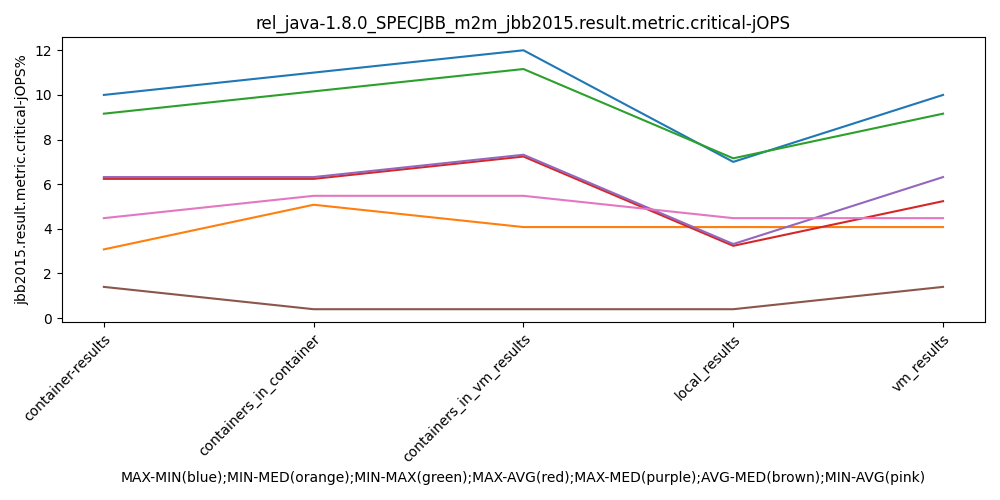 rel_java-1.8.0_SPECJBB_m2m_jbb2015.result.metric.critical-jOPS
jbb2015.result.metric.critical-jOPS%
12
10
8
6
4
2
0
container-results
containers_in_container
containers_in_vm_results
local_results
vm_results
MAX-MIN(blue);MIN-MED(orange);MIN-MAX(green);MAX-AVG(red);MAX-MED(purple);AVG-MED(brown);MIN-AVG(pink)